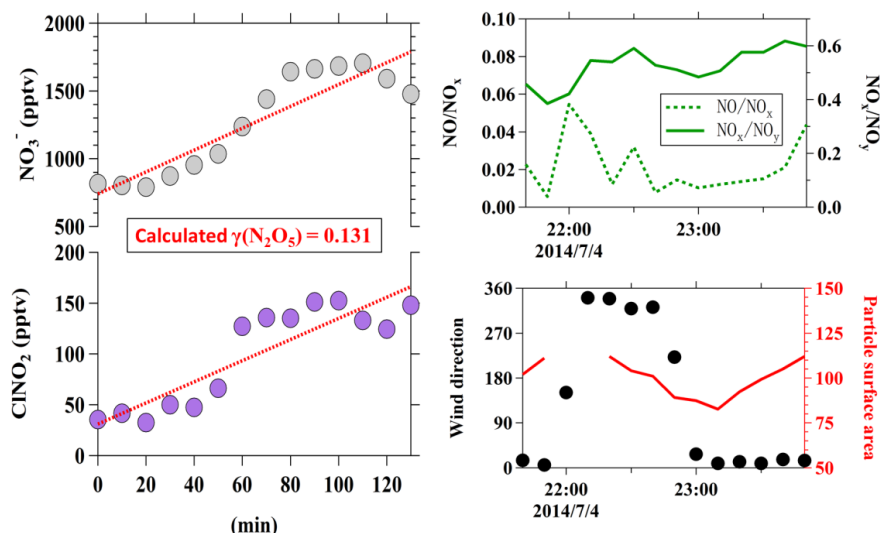 2000
1500
1000
500
NO₃⁻ (pptv)
Calculated γ(N₂O₅) = 0.131
200
150
100
50
0
ClNO₂ (pptv)
0 20 40 60 80 100 120
(min)
0.10
0.08
0.06
0.04
0.02
0.00
NO/NOₓ
NO/NOₓ
NOₓ/NOy
0.6
0.4
0.2
0.0
NOₓ/NOy
22:00 23:00
2014/7/4
360
270
180
90
0
Wind direction
150
125
100
75
50
Particle surface
area
22:00 23:00
2014/7/4